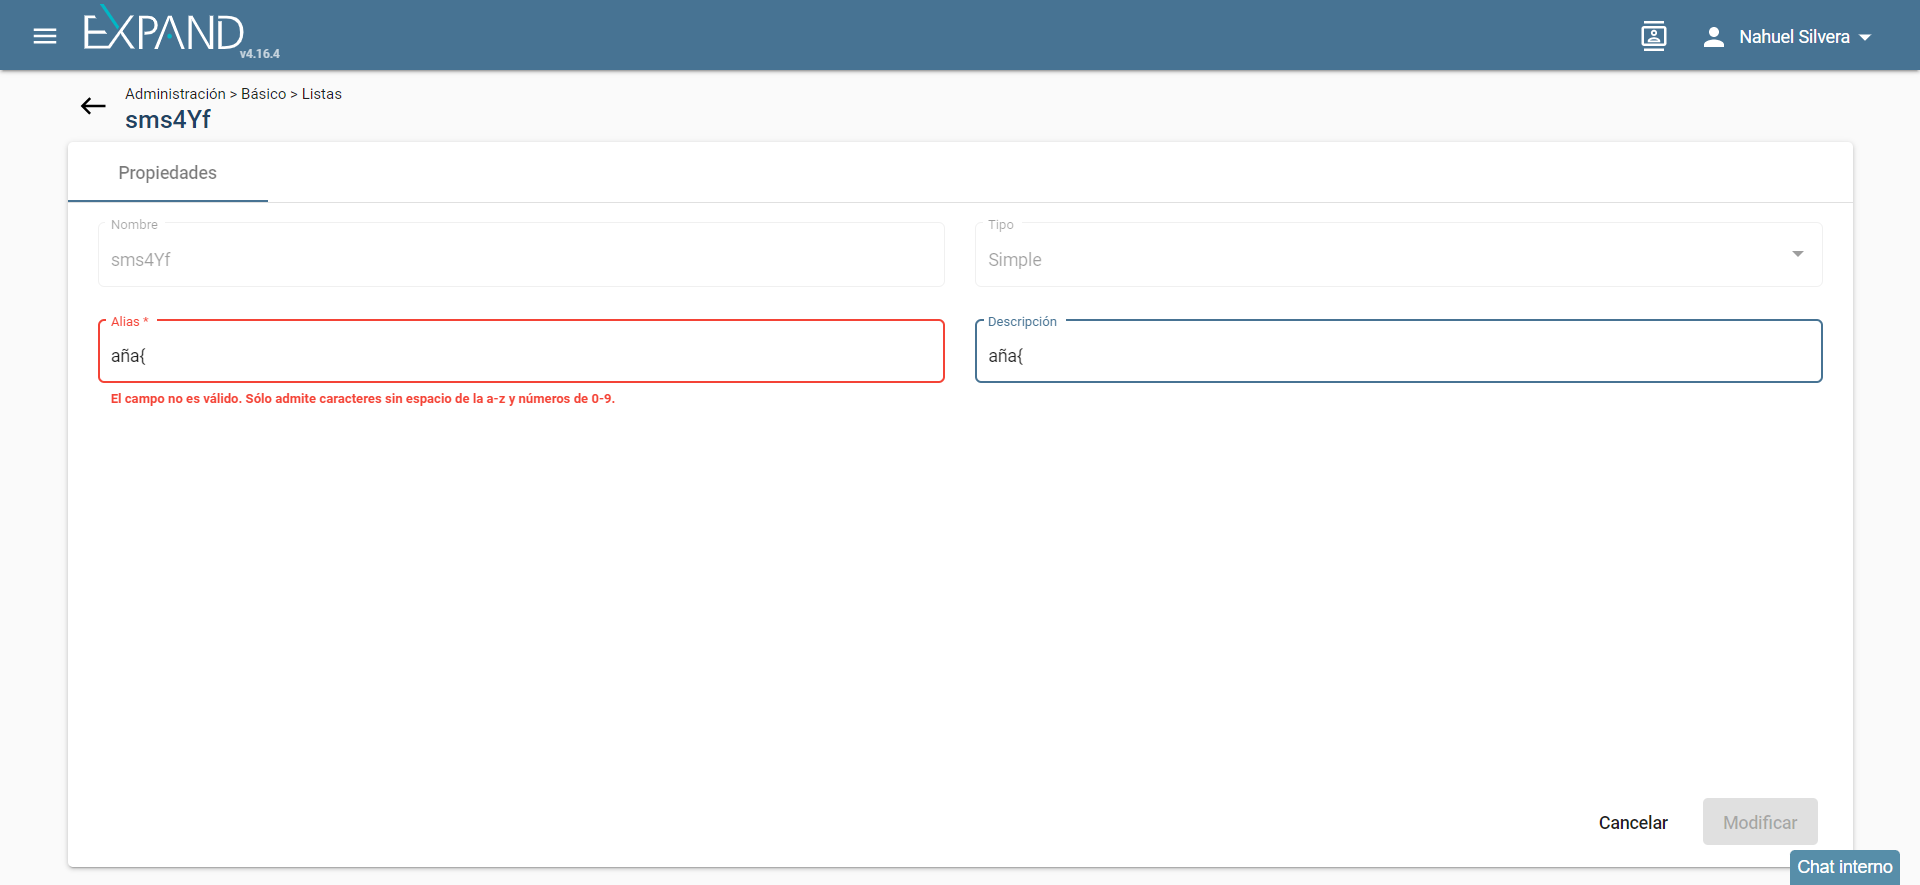 EXPAND
v4.16.4
Nahuel Silvera
Administración > Básico > Listas
sms4Yf
Propiedades
Nombre
sms4Yf
Tipo
Simple
Alias *
aña{
Descripción
aña{
El campo no es válido. Sólo admite caracteres sin espacio de la a-z y números de 0-9.
Cancelar
Modificar
Chat interno